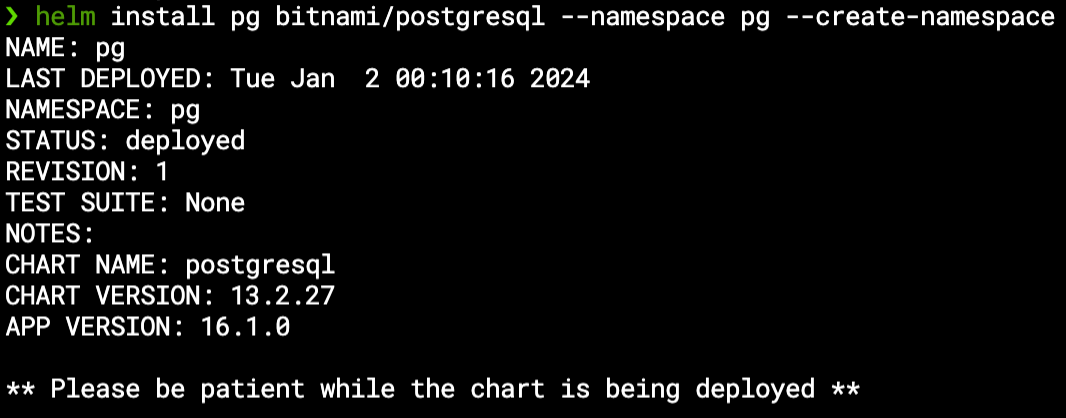 ❯ helm install pg bitnami/postgresql --namespace pg --create-namespace
NAME: pg
LAST DEPLOYED: Tue Jan  2 00:10:16 2024
NAMESPACE: pg
STATUS: deployed
REVISION: 1
TEST SUITE: None
NOTES:
CHART NAME: postgresql
CHART VERSION: 13.2.27
APP VERSION: 16.1.0
** Please be patient while the chart is being deployed **